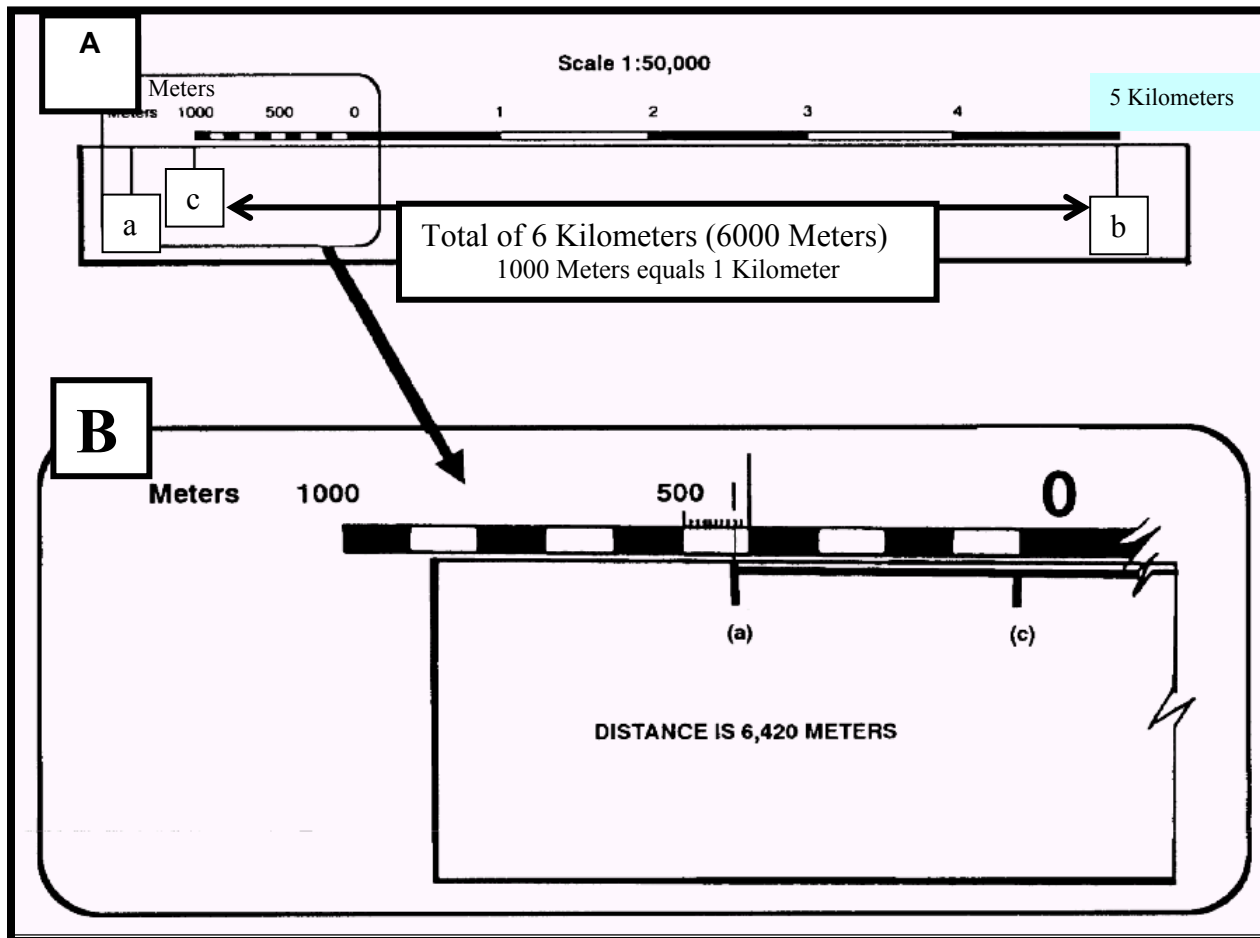 A
Scale 1:50,000
Meters
5 Kilometers
Meters 1000 500 0 1 2 3 4
c
a
b
Total of 6 Kilometers (6000 Meters)
1000 Meters equals 1 Kilometer
B
Meters 1000 500 0
(a) (c)
DISTANCE IS 6,420 METERS